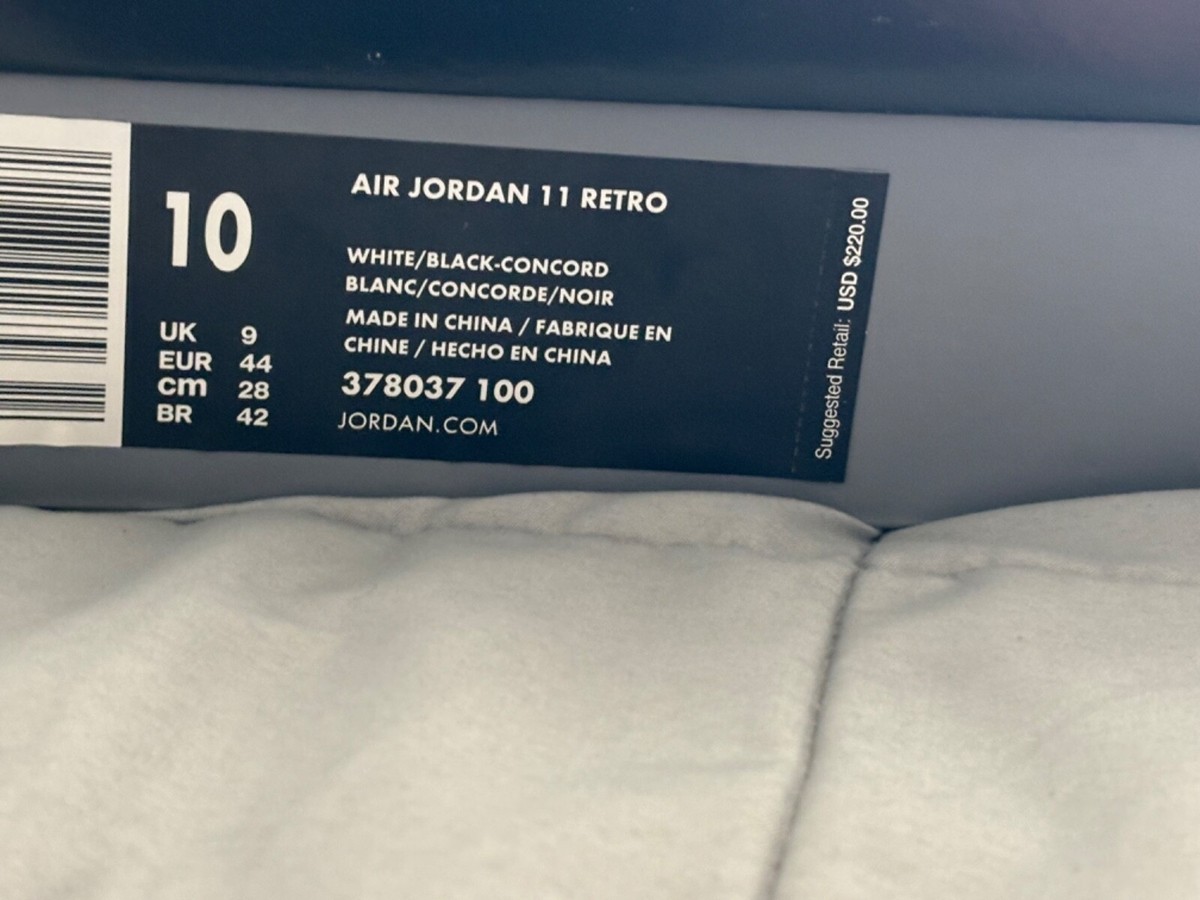 10
UK 9
EUR 44
cm 28
BR 42
AIR JORDAN 11 RETRO
WHITE/BLACK-CONCORD
BLANC/CONCORDE/NOIR
MADE IN CHINA / FABRIQUE EN
CHINE / HECHO EN CHINA
378037 100
JORDAN.COM
Suggested Retail: USD $220.00